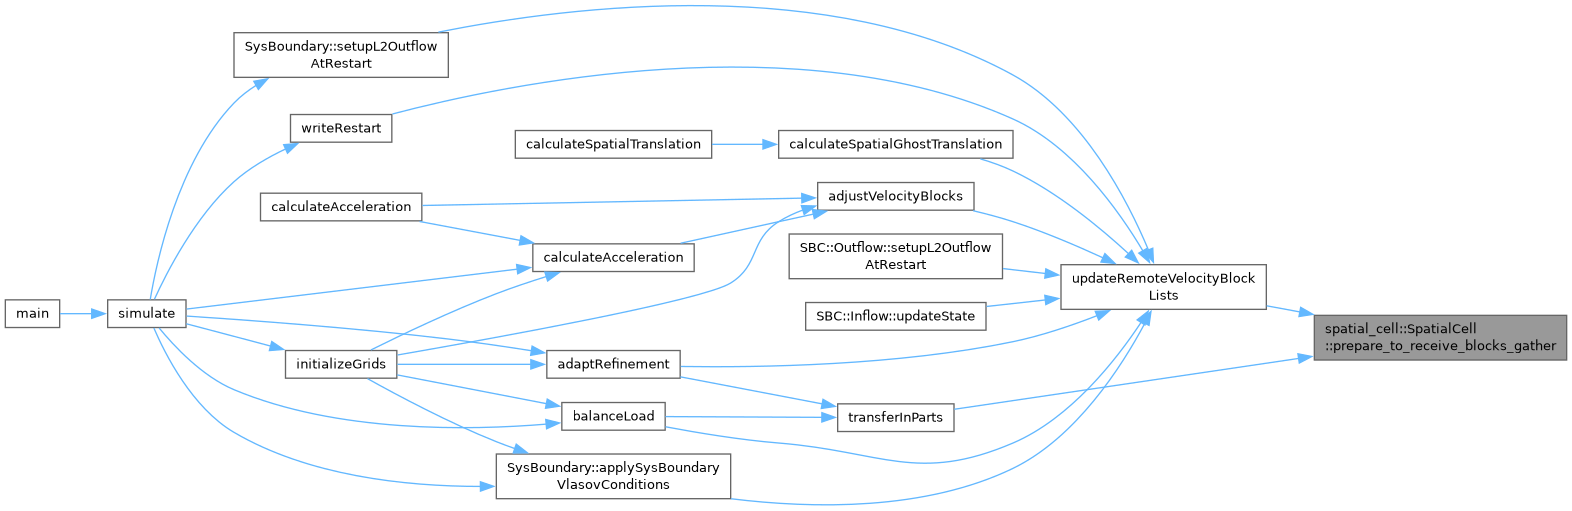 SysBoundary::setupL2Outflow
AtRestart
writeRestart
calculateSpatialTranslation
calculateSpatialGhostTranslation
adjustVelocityBlocks
calculateAcceleration
SBC::Outflow::setupL2Outflow
AtRestart
calculateAcceleration
updateRemoteVelocityBlock
Lists
main
simulate
SBC::Inflow::updateState
spatial_cell::SpatialCell
::prepare_to_receive_blocks_gather
initializeGrids
adaptRefinement
balanceLoad
transferInParts
SysBoundary::applySysBoundary
VlasovConditions